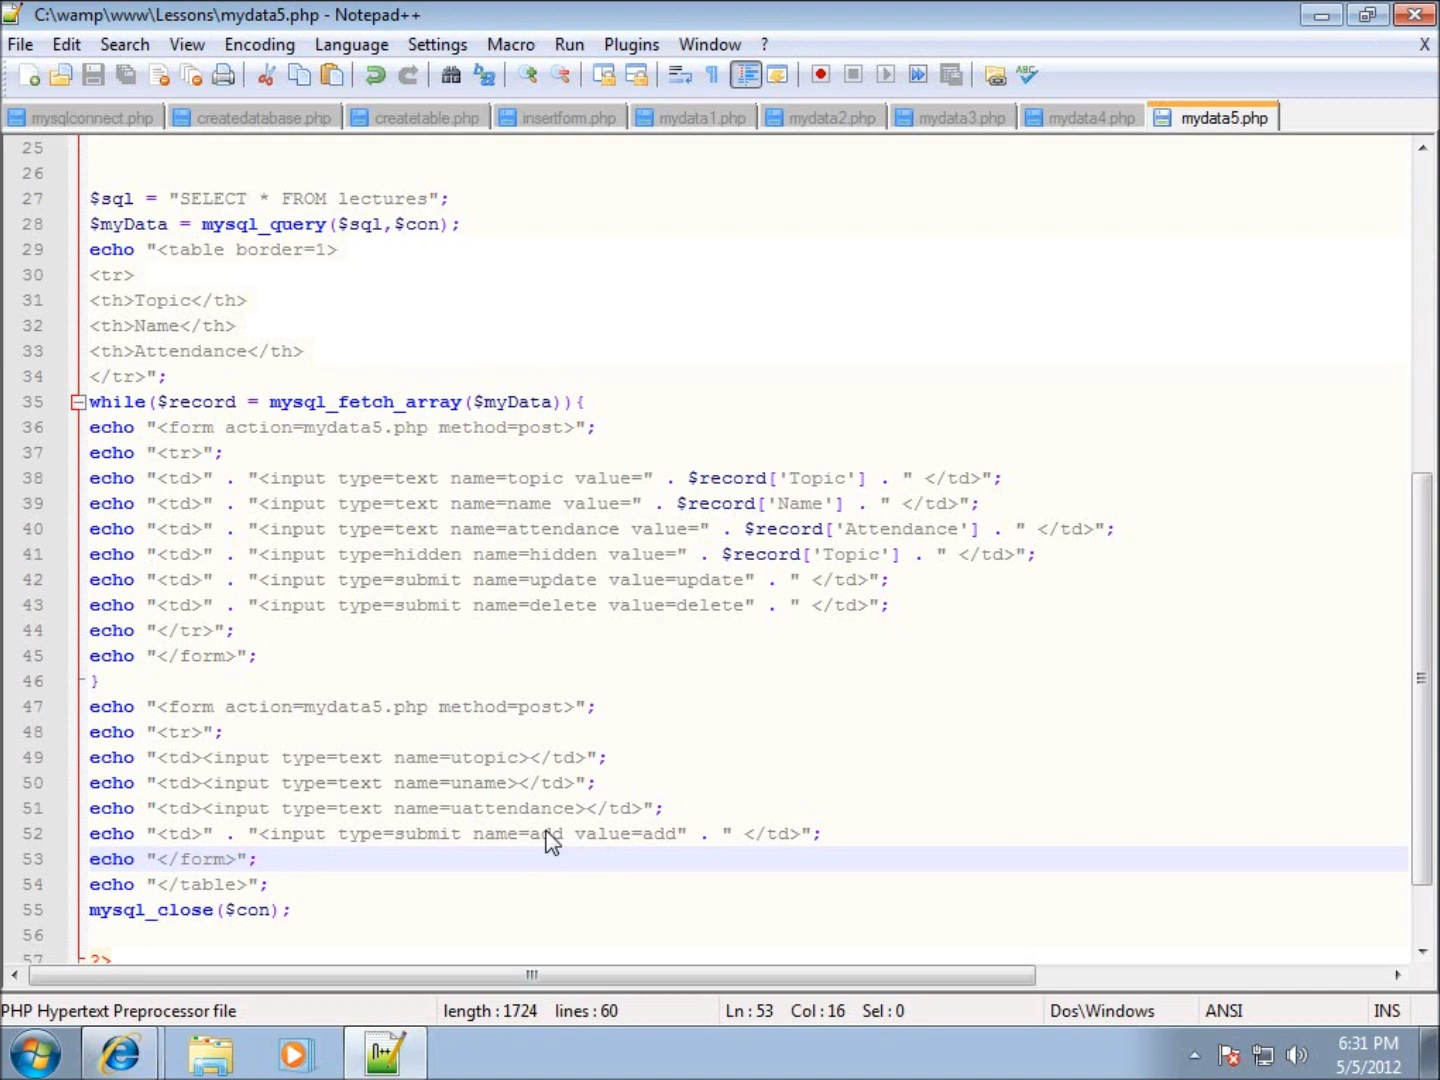 C:\wamp\www\Lessons\mydata5.php - Notepad++
File Edit Search View Encoding Language Settings Macro Run Plugins Window ? X
mysqlconnect.php createdatabase.php createtable.php insertform.php mydata1.php mydata2.php mydata3.php mydata4.php mydata5.php
25
26
27 $sql = "SELECT * FROM lectures";
28 $myData = mysql_query($sql,$con);
29 echo "<table border=1>
30 <tr>
31 <th>Topic</th>
32 <th>Name</th>
33 <th>Attendance</th>
34 </tr>";
35 while($record = mysql_fetch_array($myData)){
36 echo "<form action=mydata5.php method=post>";
37 echo "<tr>";
38 echo "<td>" . "<input type=text name=topic value=" . $record['Topic'] . " </td>";
39 echo "<td>" . "<input type=text name=name value=" . $record['Name'] . " </td>";
40 echo "<td>" . "<input type=text name=attendance value=" . $record['Attendance'] . " </td>";
41 echo "<td>" . "<input type=hidden name=hidden value=" . $record['Topic'] . " </td>";
42 echo "<td>" . "<input type=submit name=update value=update" . " </td>";
43 echo "<td>" . "<input type=submit name=delete value=delete" . " </td>";
44 echo "</tr>";
45 echo "</form>";
46 }
47 echo "<form action=mydata5.php method=post>";
48 echo "<tr>";
49 echo "<td><input type=text name=utopic></td>";
50 echo "<td><input type=text name=uname></td>";
51 echo "<td><input type=text name=uattendance></td>";
52 echo "<td>" . "<input type=submit name=add value=add" . " </td>";
53 echo "</form>";
54 echo "</table>";
55 mysql_close($con);
56
57 ?>
PHP Hypertext Preprocessor file length : 1724 lines : 60 Ln : 53 Col : 16 Sel : 0 Dos\Windows ANSI INS
6:31 PM
5/5/2012